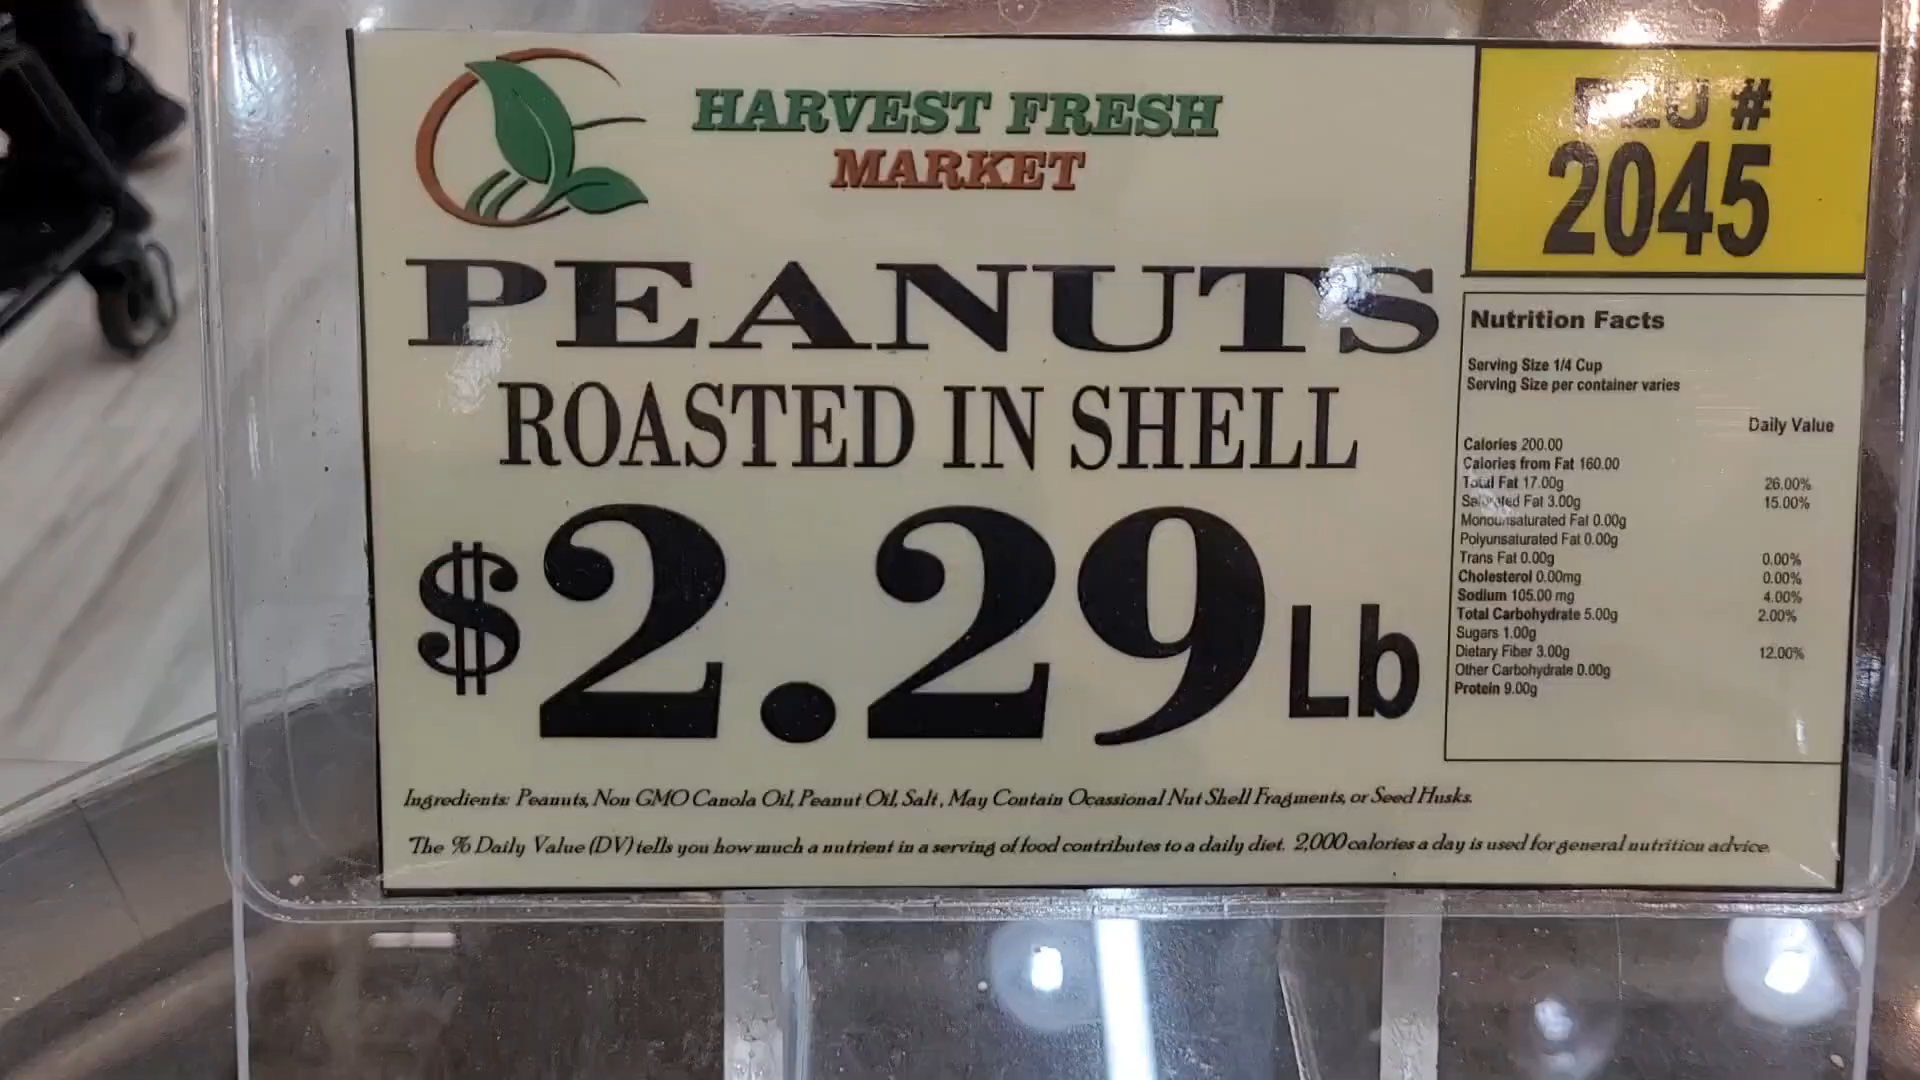 HARVEST FRESH
MARKET
PLU #
2045
PEANUTS
ROASTED IN SHELL
$2.29 Lb
Nutrition Facts
Serving Size 1/4 Cup
Serving Size per container varies
Daily Value
Calories 200.00
Calories from Fat 160.00
Total Fat 17.00g 26.00%
Saturated Fat 3.00g 15.00%
Monounsaturated Fat 0.00g
Polyunsaturated Fat 0.00g
Trans Fat 0.00g 0.00%
Cholesterol 0.00mg 0.00%
Sodium 105.00 mg 4.00%
Total Carbohydrate 5.00g 2.00%
Sugars 1.00g
Dietary Fiber 3.00g 12.00%
Other Carbohydrate 0.00g
Protein 9.00g
Ingredients: Peanuts, Non GMO Canola Oil, Peanut Oil, Salt, May Contain Ocassional Nut Shell Fragments, or Seed Husks.
*The % Daily Value (DV) tells you how much a nutrient in a serving of food contributes to a daily diet. 2,000 calories a day is used for general nutrition advice.